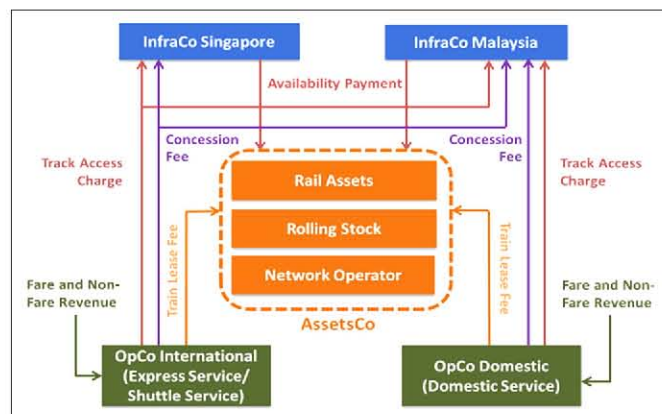 InfraCo Singapore
InfraCo Malaysia
Availability Payment
Concession
Fee
Concession
Fee
Track Access
Charge
Track Access
Charge
Rail Assets
Rolling Stock
Network Operator
AssetsCo
Train Lease Fee
Train Lease Fee
Fare and Non-
Fare Revenue
Fare and Non-
Fare Revenue
OpCo International
(Express Service/
Shuttle Service)
OpCo Domestic
(Domestic Service)